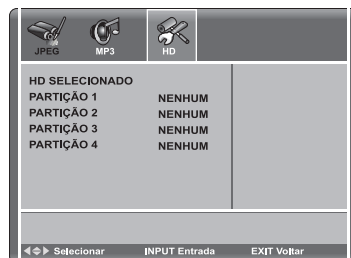 JPEG MP3 HD
HD SELECIONADO
PARTIÇÃO 1 NENHUM
PARTIÇÃO 2 NENHUM
PARTIÇÃO 3 NENHUM
PARTIÇÃO 4 NENHUM
Selecionar INPUT Entrada EXIT Voltar